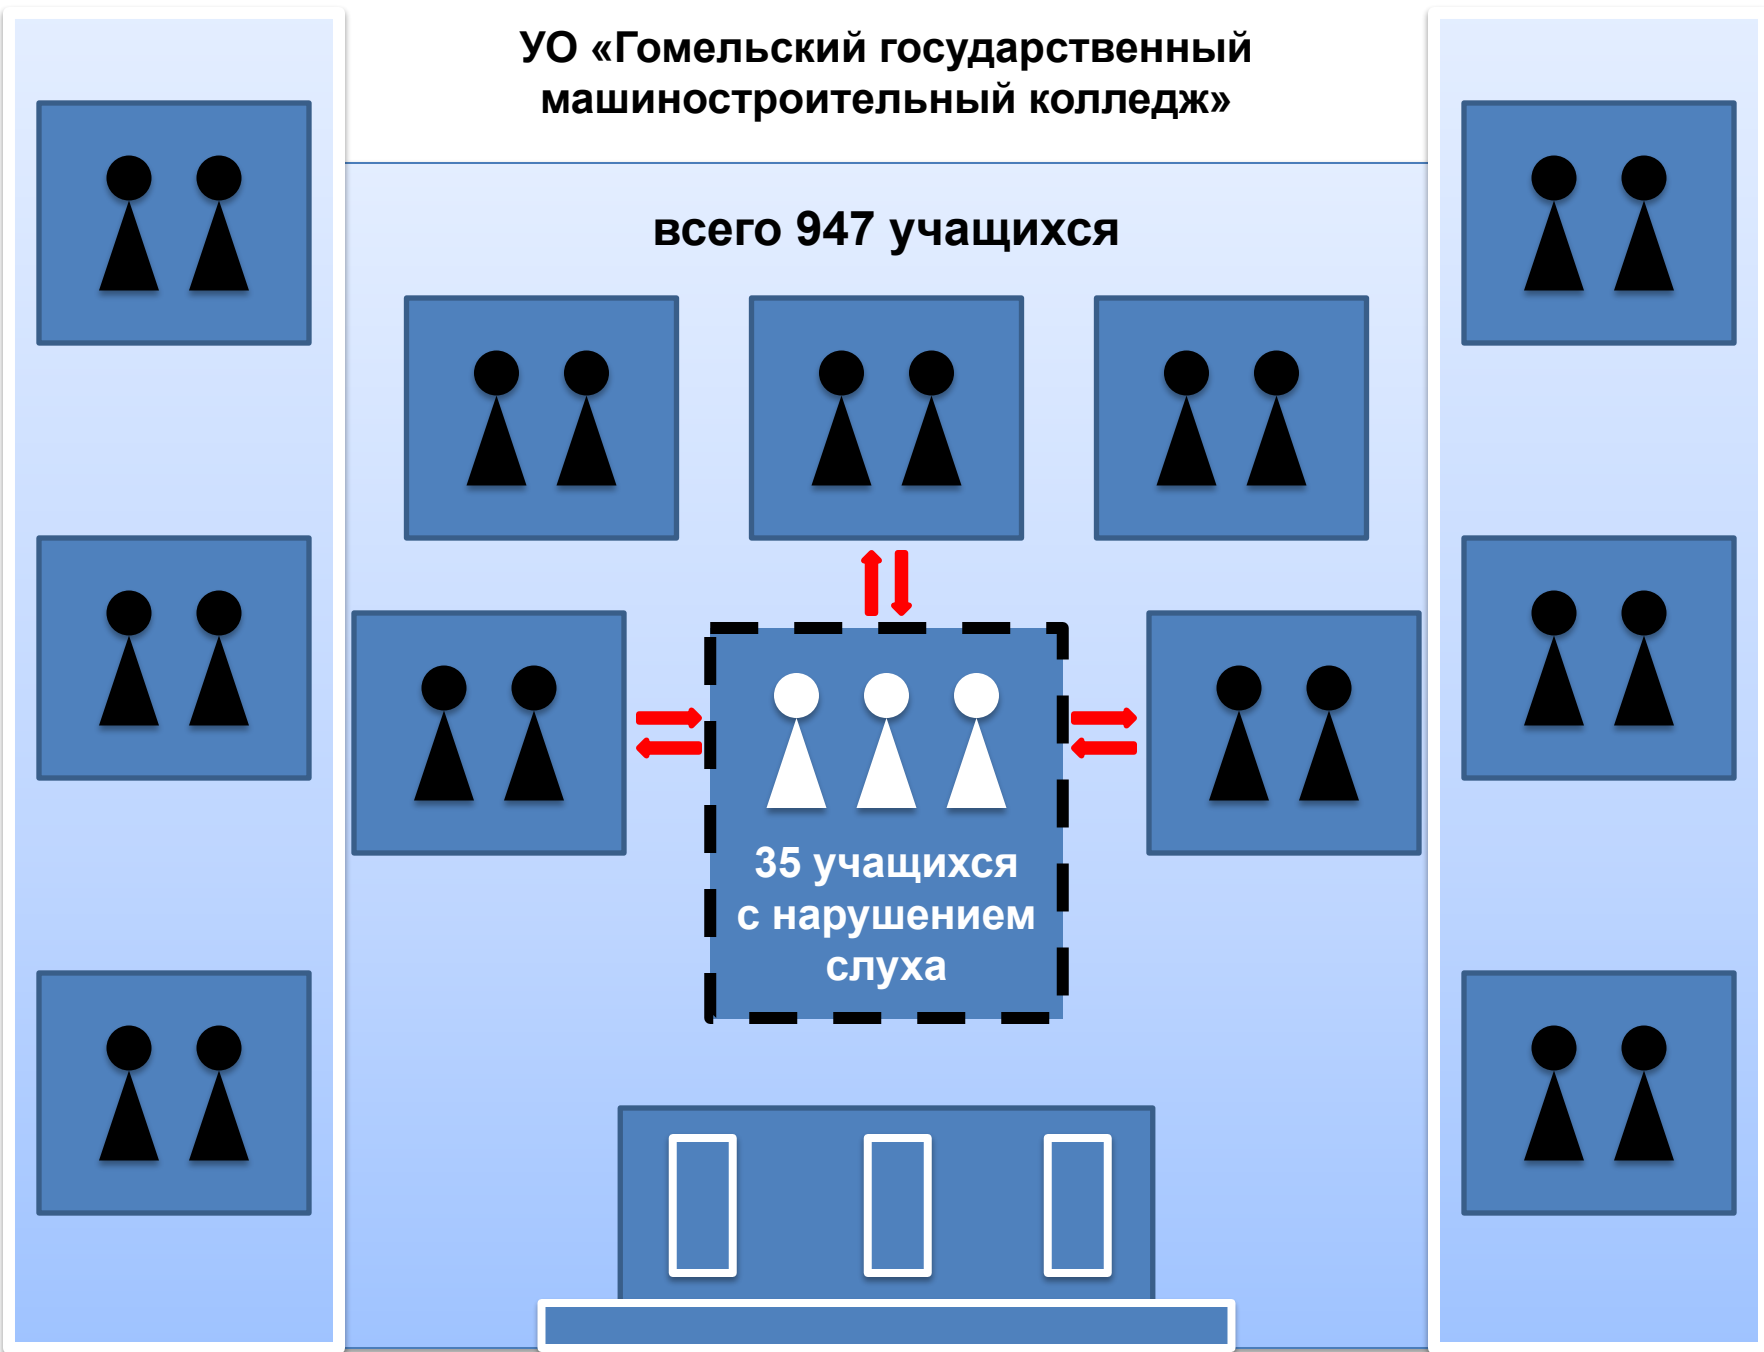 УО «Гомельский государственный
машиностроительный колледж»
всего 947 учащихся
35 учащихся
с нарушением
слуха